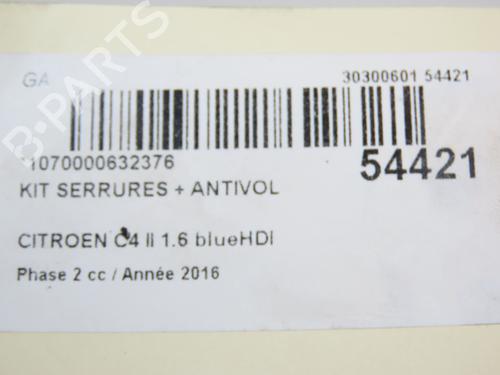 GA
30300601 54421
11070000632376
54421
KIT SERRURES + ANTIVOL
CITROEN C4 II 1.6 blueHDI
Phase 2 cc / Année 2016
B-PARTS